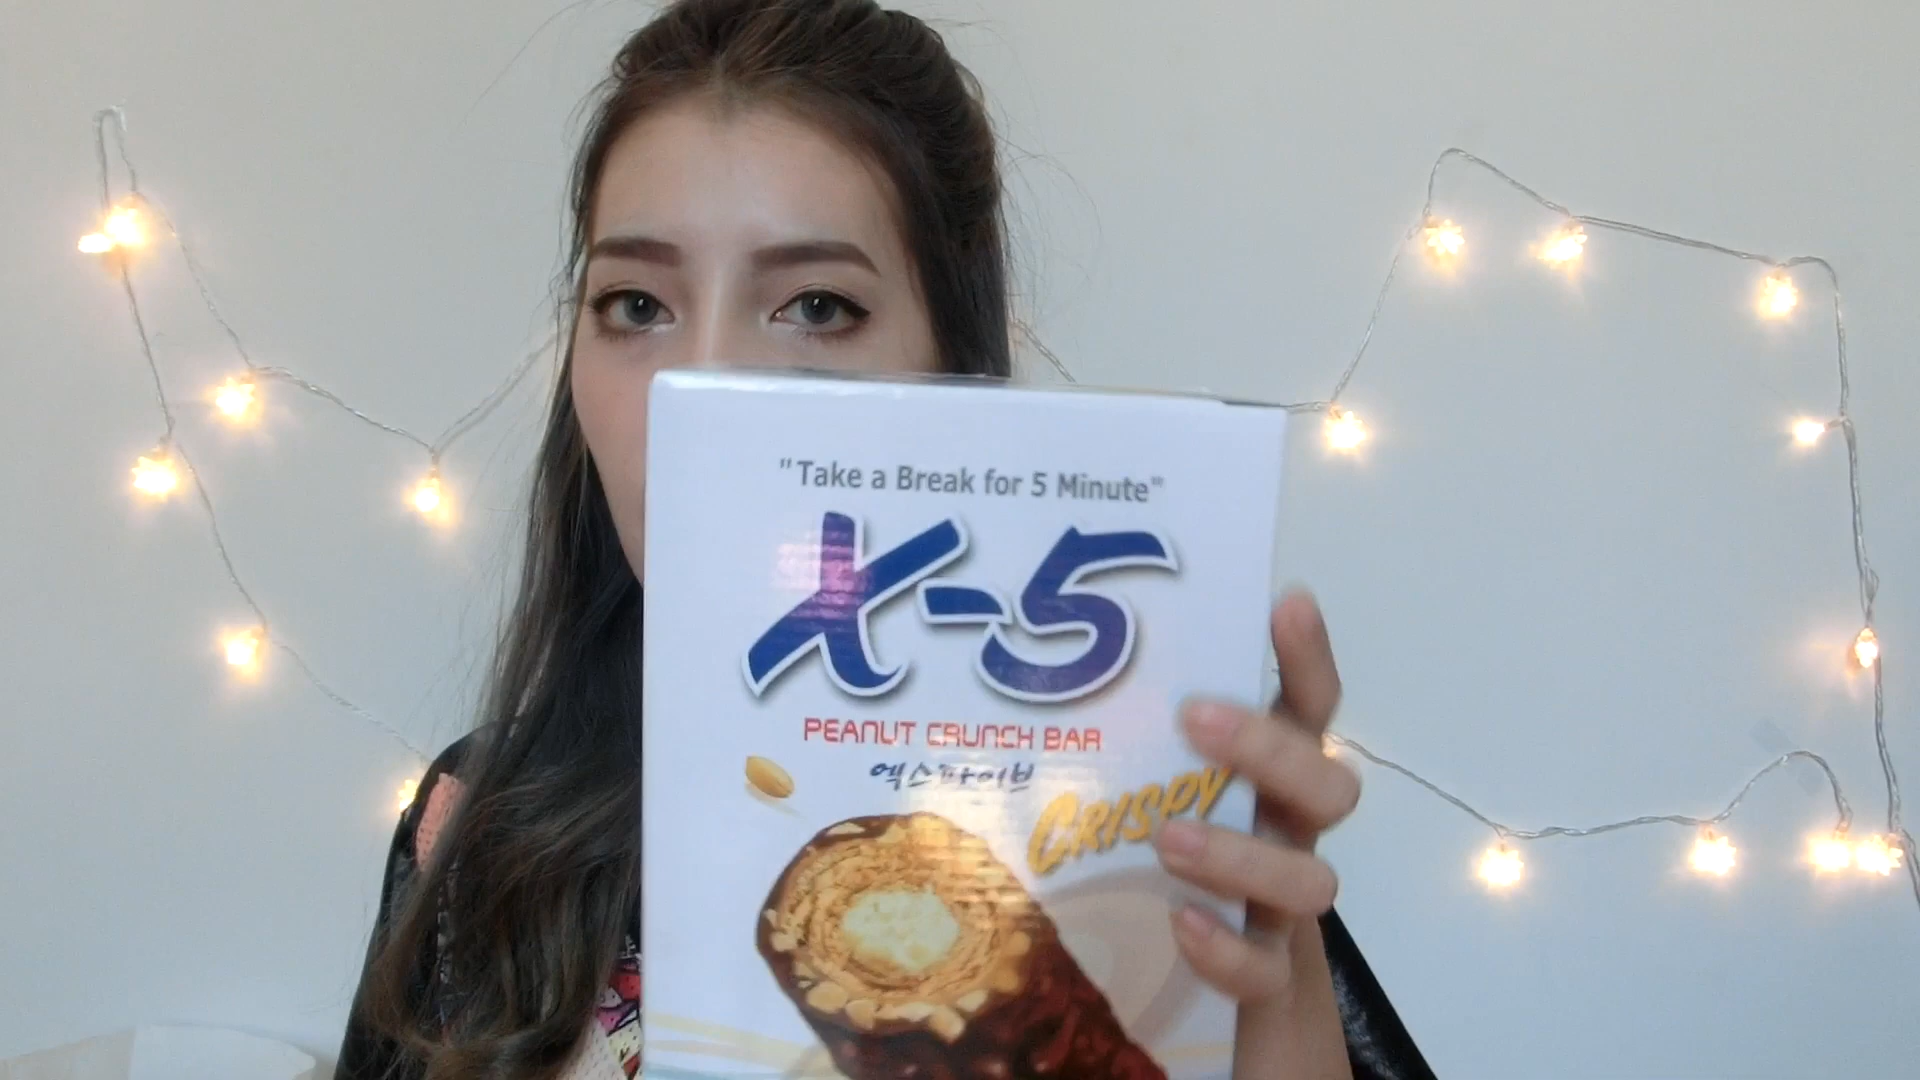 "Take a Break for 5 Minute"
X-5
PEANUT CRUNCH BAR
엑스파이브
CRISPY